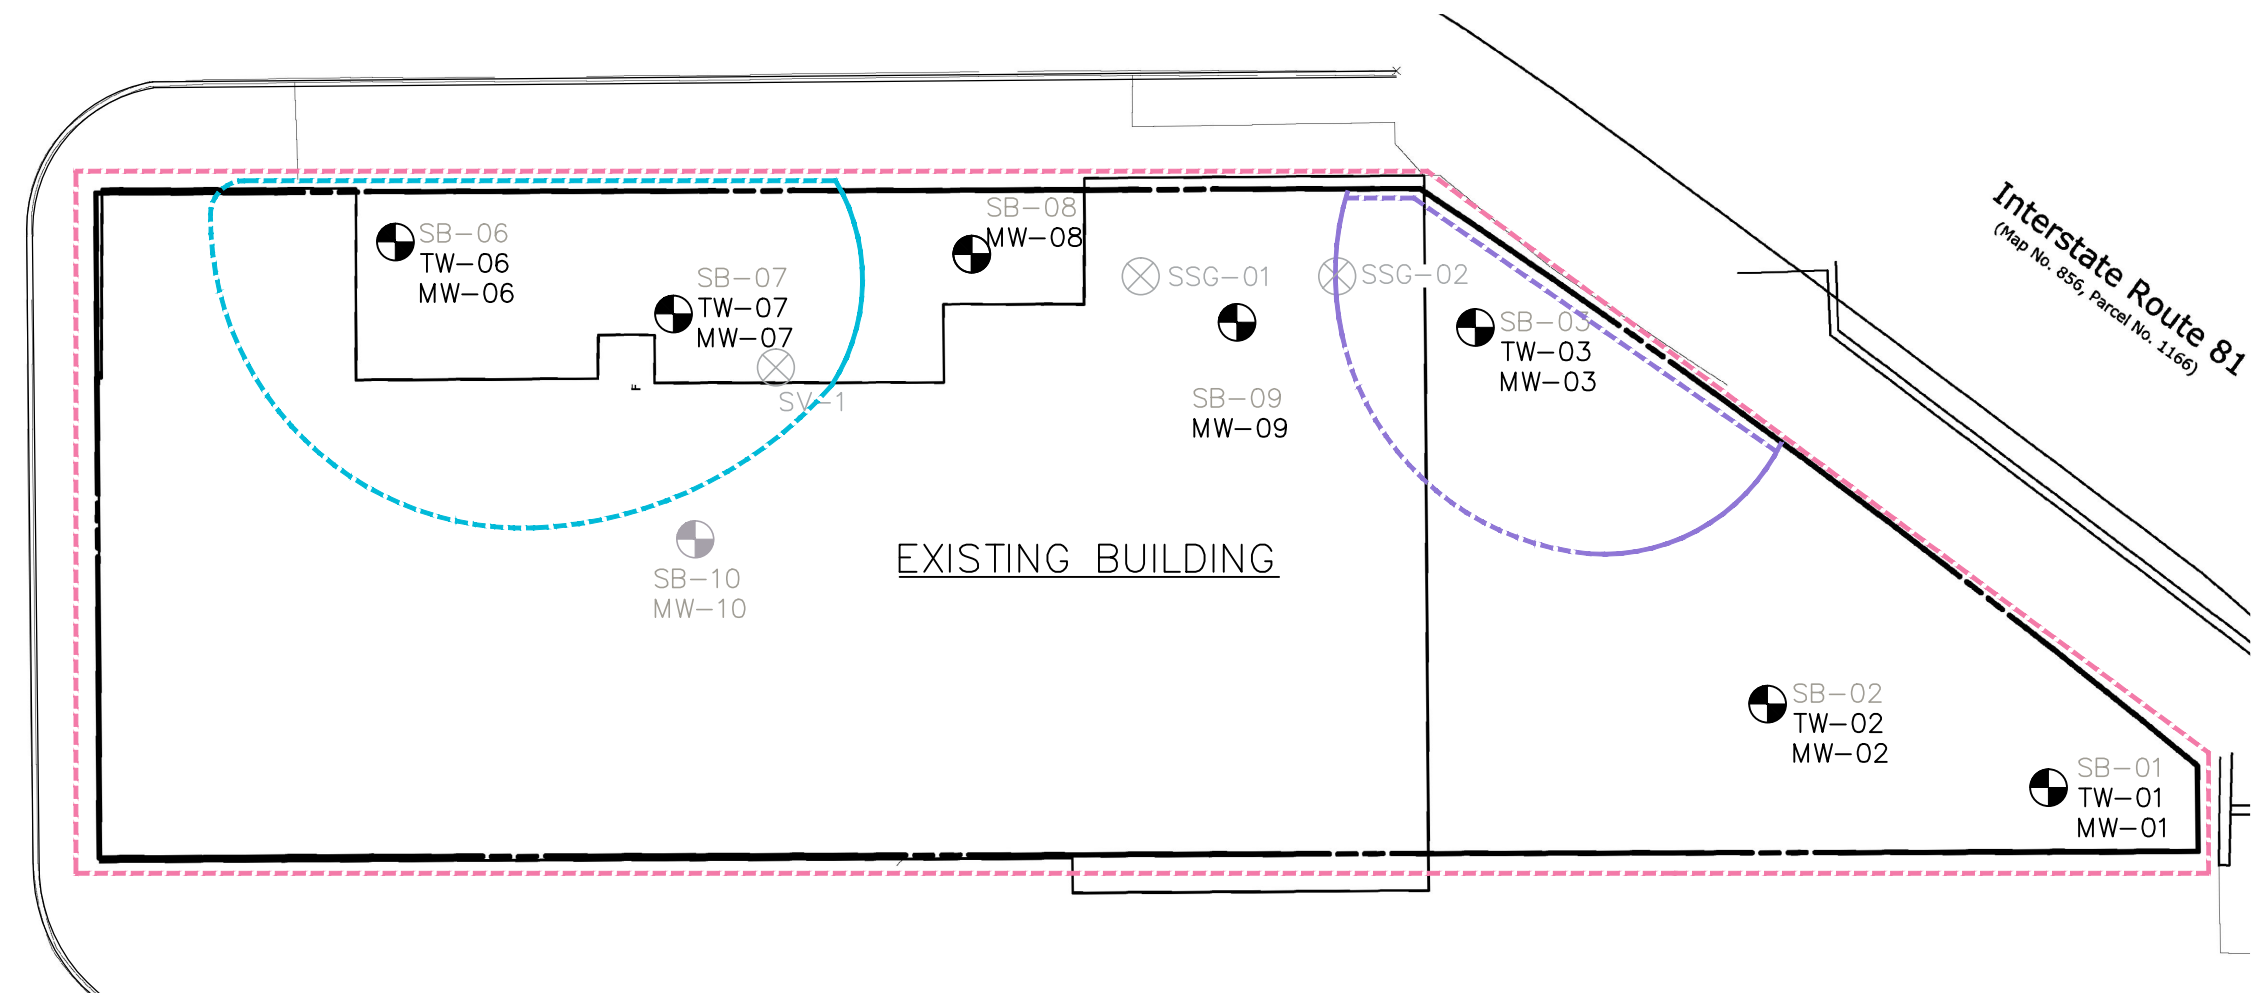 Interstate Route 81
(Map No. 856, Parcel No. 1166)
SB-06
TW-06
MW-06
SB-07
TW-07
MW-07
SV-1
F
SB-08
MW-08
SSG-01
SSG-02
SB-09
MW-09
SB-03
TW-03
MW-03
SB-10
MW-10
EXISTING BUILDING
SB-02
TW-02
MW-02
SB-01
TW-01
MW-01